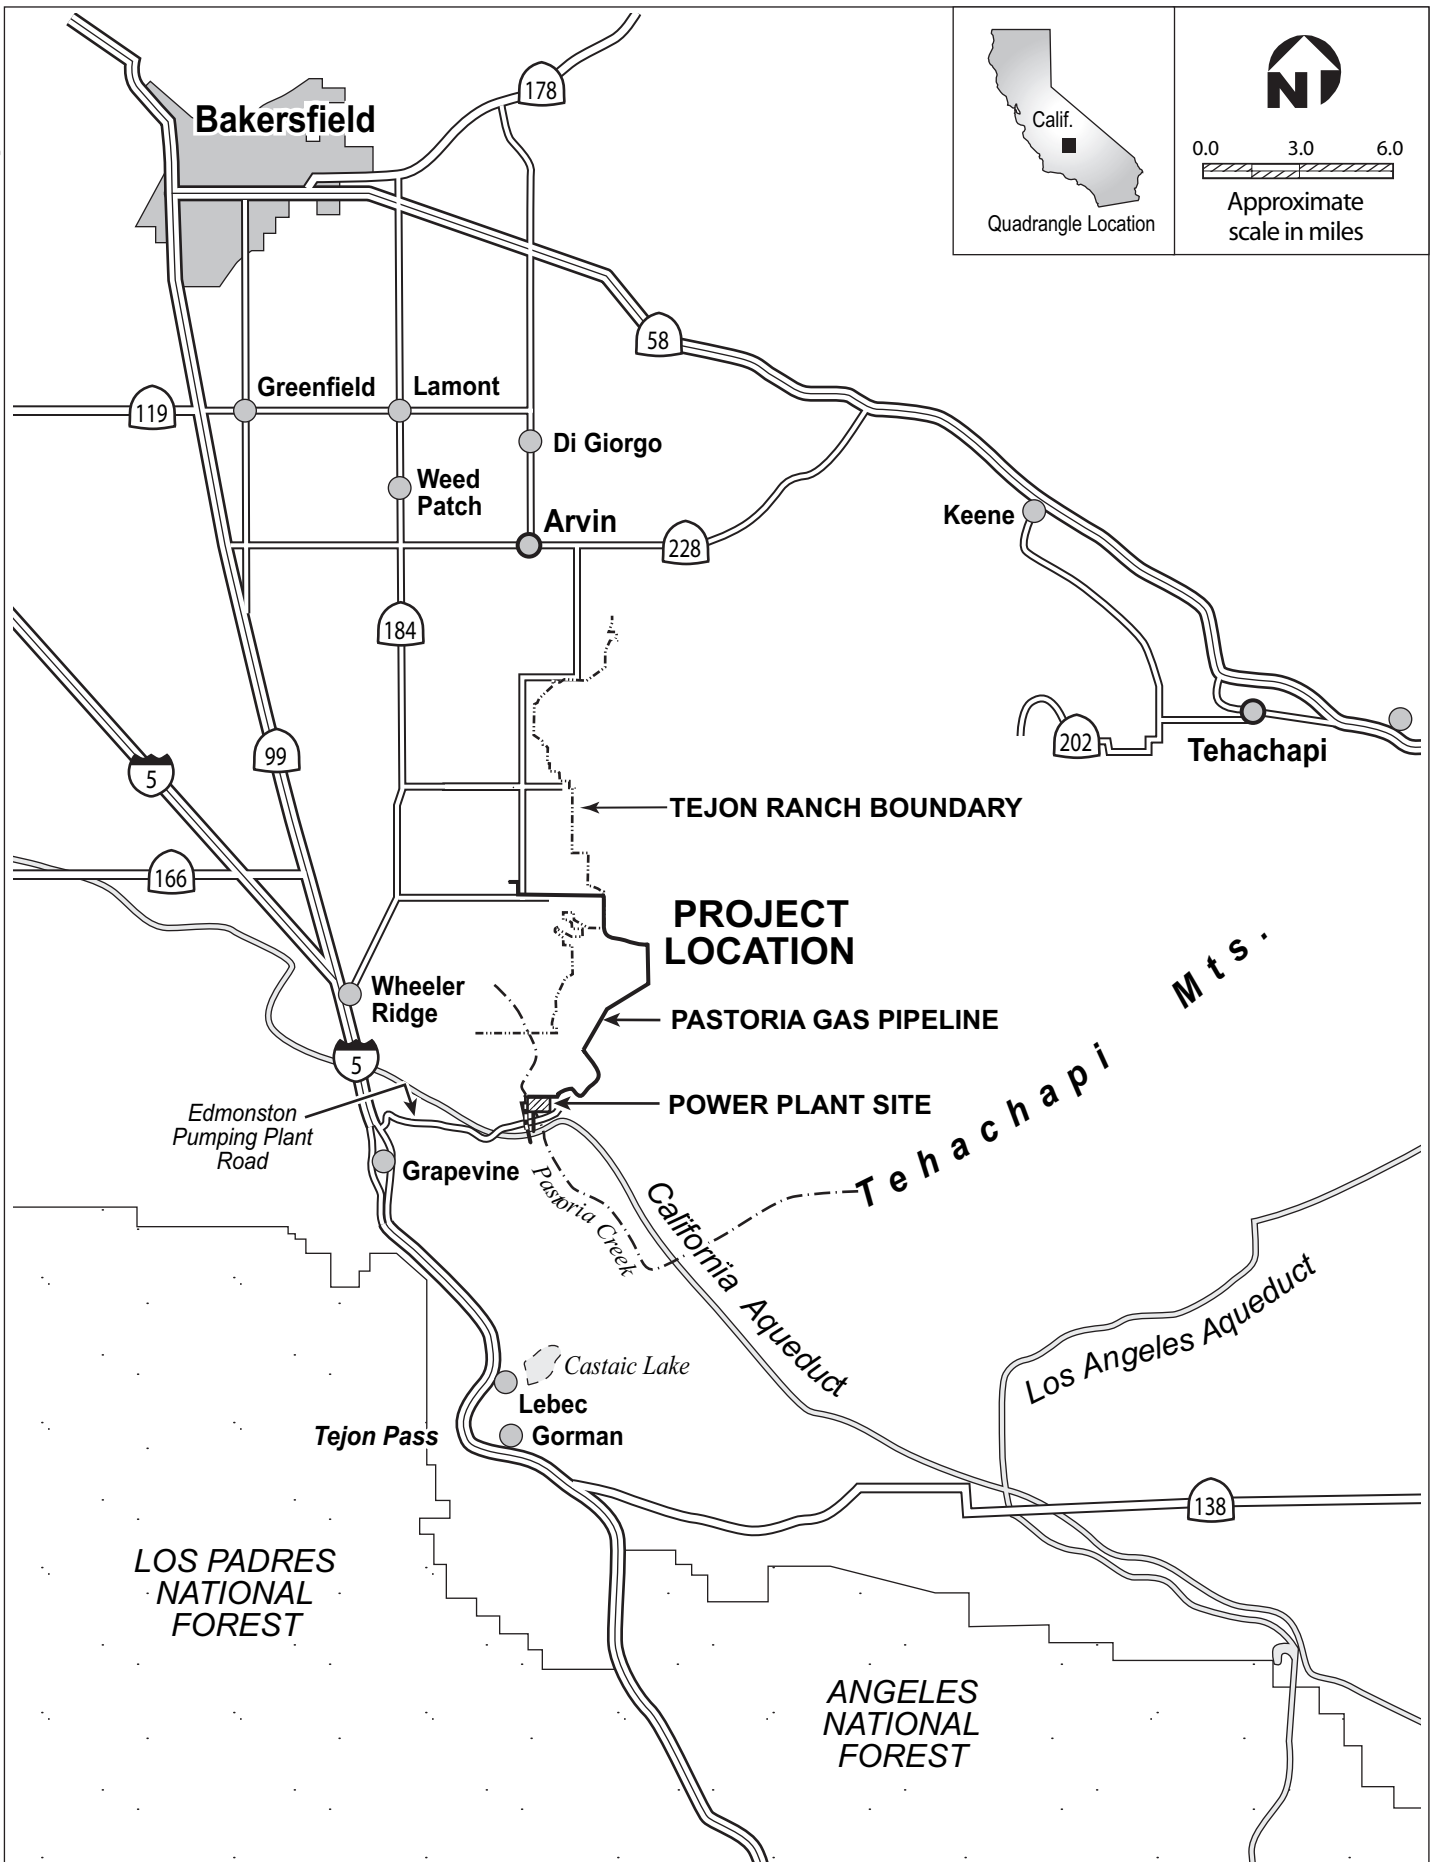 178
Bakersfield
Calif.
Quadrangle Location
N
0.0 3.0 6.0
Approximate
scale in miles
58
119
Greenfield
Lamont
Di Giorgo
Weed
Patch
Arvin
228
Keene
184
99
5
202
Tehachapi
TEJON RANCH BOUNDARY
166
PROJECT
LOCATION
Wheeler
Ridge
PASTORIA GAS PIPELINE
5
Edmonston
Pumping Plant
Road
POWER PLANT SITE
Tehachapi Mts.
Grapevine
Pastoria Creek
California Aqueduct
Los Angeles Aqueduct
Castaic Lake
Lebec
Tejon Pass
Gorman
138
LOS PADRES
NATIONAL
FOREST
ANGELES
NATIONAL
FOREST